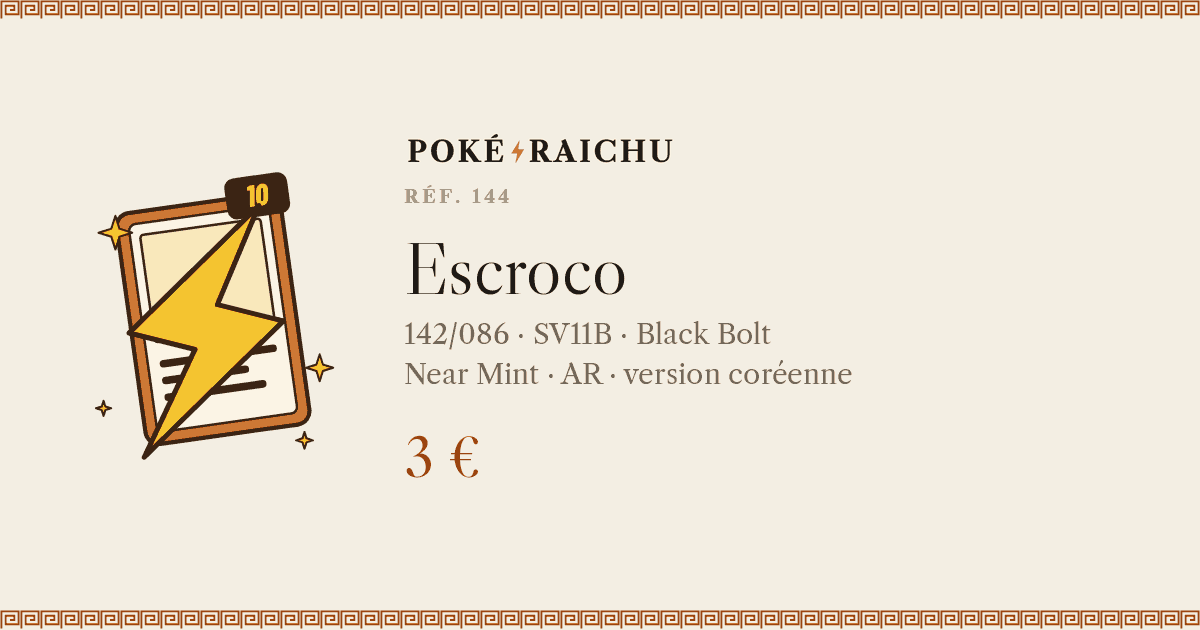 10
POKÉ RAICHU
RÉF. 144
Escroco
142/086 · SV11B · Black Bolt
Near Mint · AR · version coréenne
3 €